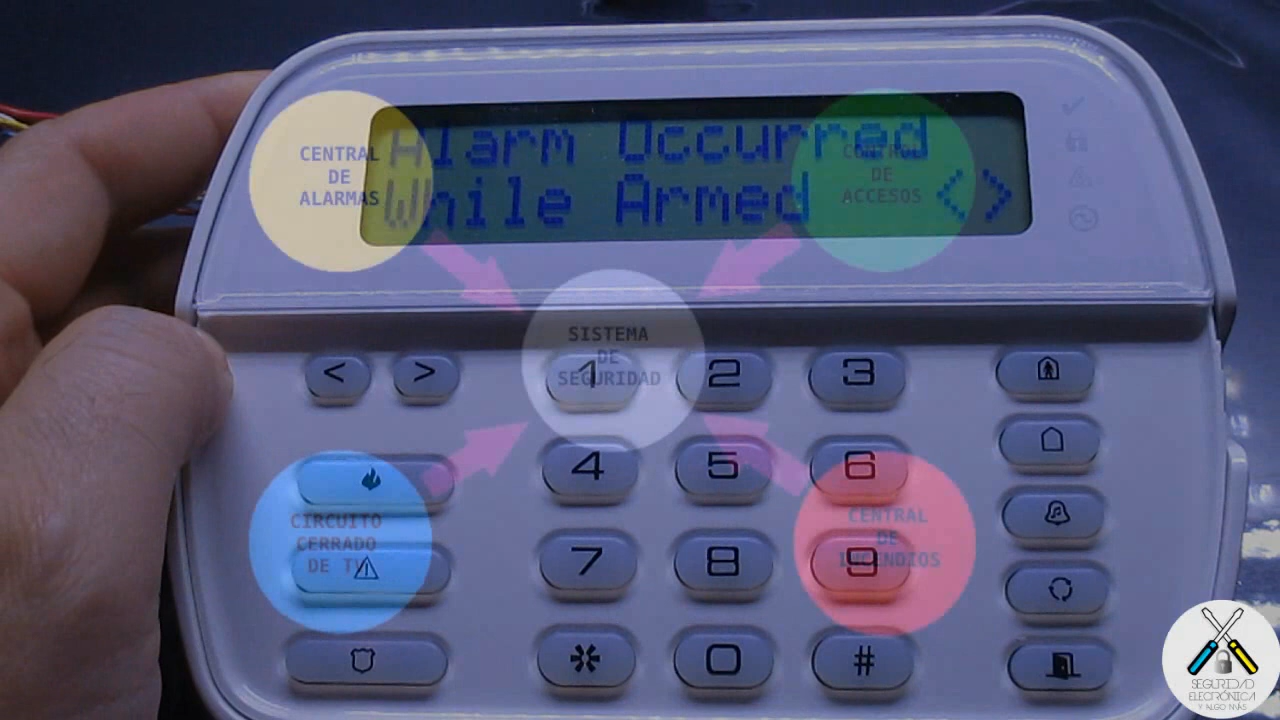 Alarm Occurred
While Armed <>
CENTRAL
DE
ALARMAS
CONTROL
DE
ACCESOS
SISTEMA
DE
SEGURIDAD
CIRCUITO
CERRADO
DE TV
CENTRAL
DE
INCENDIOS
< > 1 2 3
4 5 6
7 8 9
* 0 #
SEGURIDAD
ELECTRÓNICA
Y ALGO MÁS